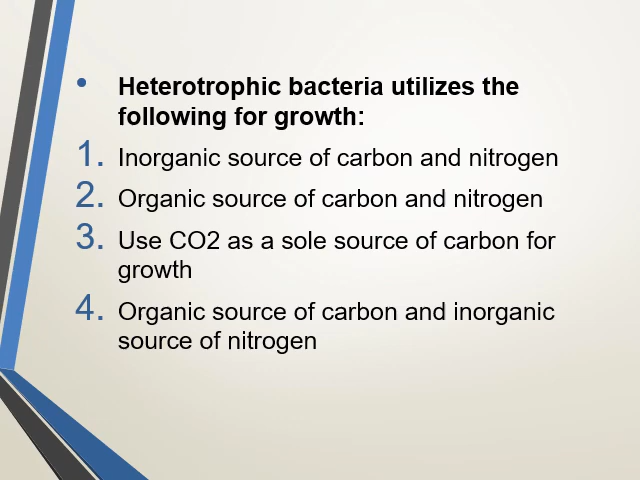 • Heterotrophic bacteria utilizes the
following for growth:
1. Inorganic source of carbon and nitrogen
2. Organic source of carbon and nitrogen
3. Use CO2 as a sole source of carbon for
growth
4. Organic source of carbon and inorganic
source of nitrogen